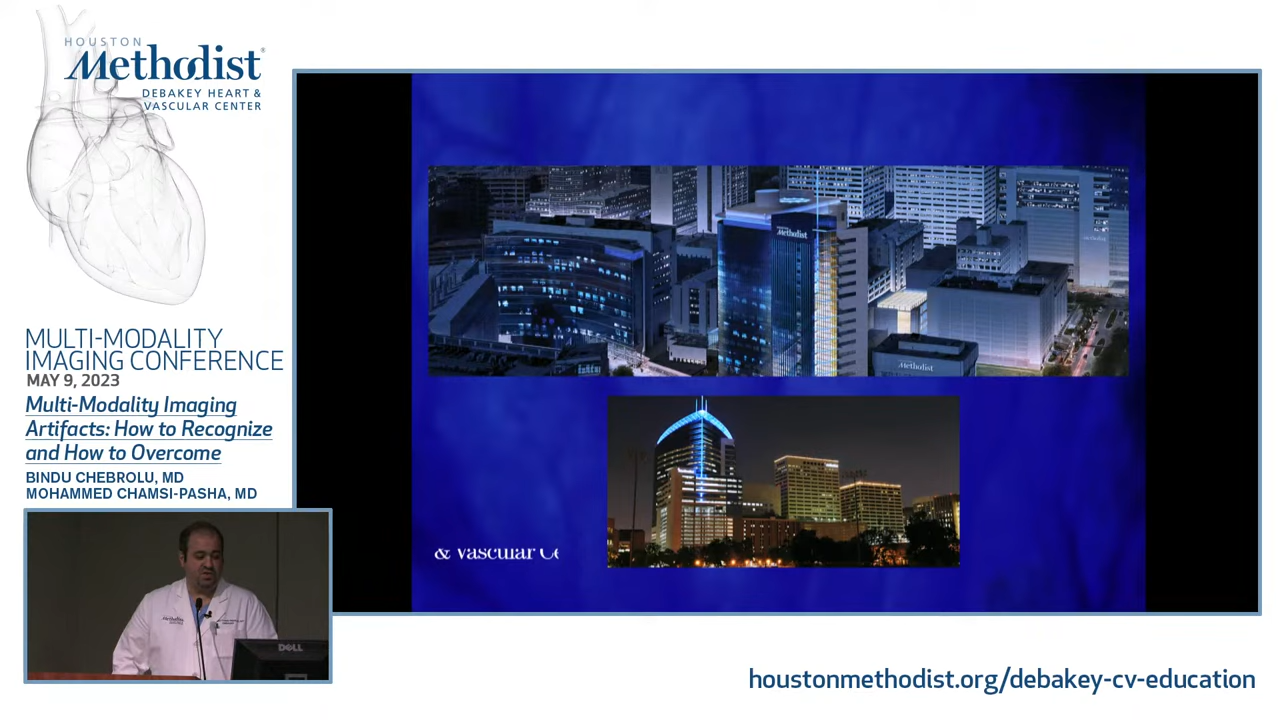 HOUSTON
Methodist®
DEBAKEY HEART &
VASCULAR CENTER
MULTI-MODALITY
IMAGING CONFERENCE
MAY 9, 2023
Multi-Modality Imaging
Artifacts: How to Recognize
and How to Overcome
BINDU CHEBROLU, MD
MOHAMMED CHAMSI-PASHA, MD
Methodist
Methodist
& Vascular Ce
Methodist
DELL
houstonmethodist.org/debakey-cv-education